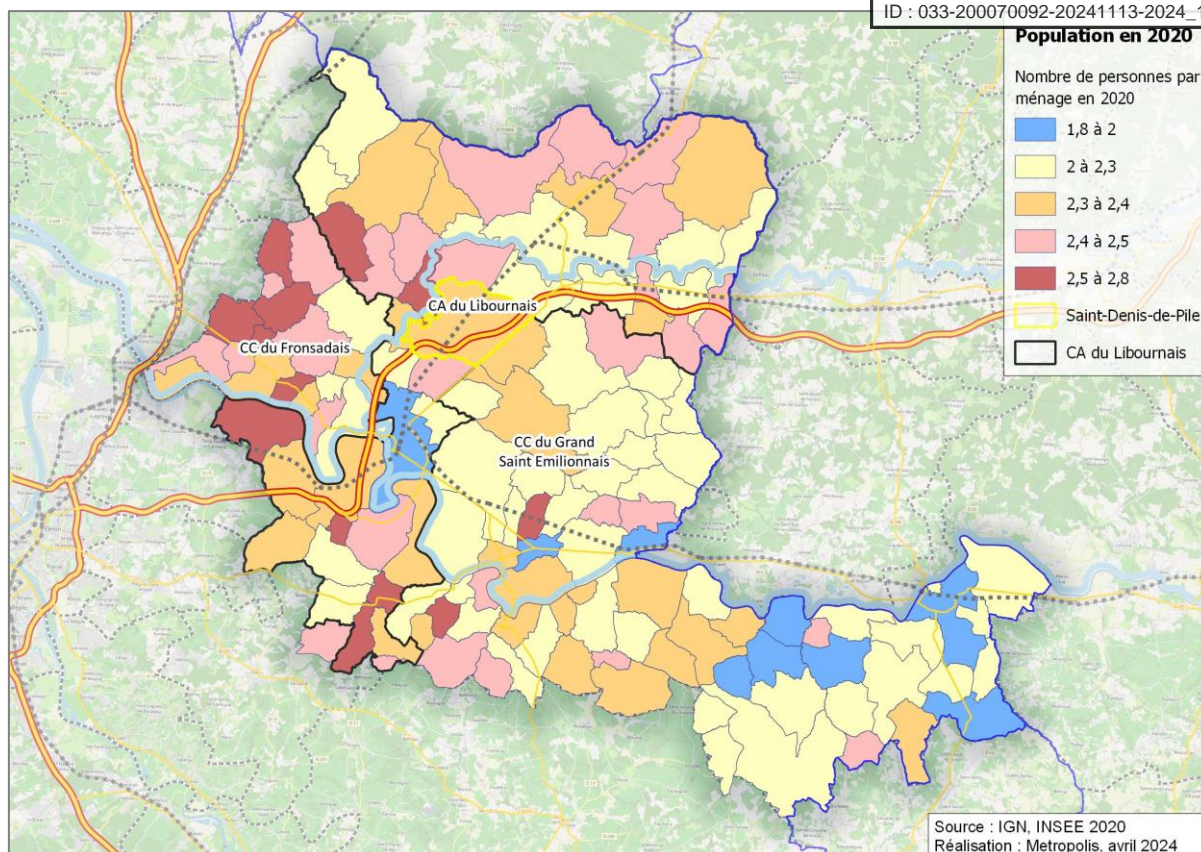 ID : 033-200070092-20241113-2024_1
Population en 2020
Nombre de personnes par
ménage en 2020
1,8 à 2
2 à 2,3
2,3 à 2,4
2,4 à 2,5
2,5 à 2,8
Saint-Denis-de-Pile
CA du Libournais
CA du Libournais
CC du Fronsadais
CC du Grand
Saint Emilionnais
Source : IGN, INSEE 2020
Réalisation : Metropolis, avril 2024